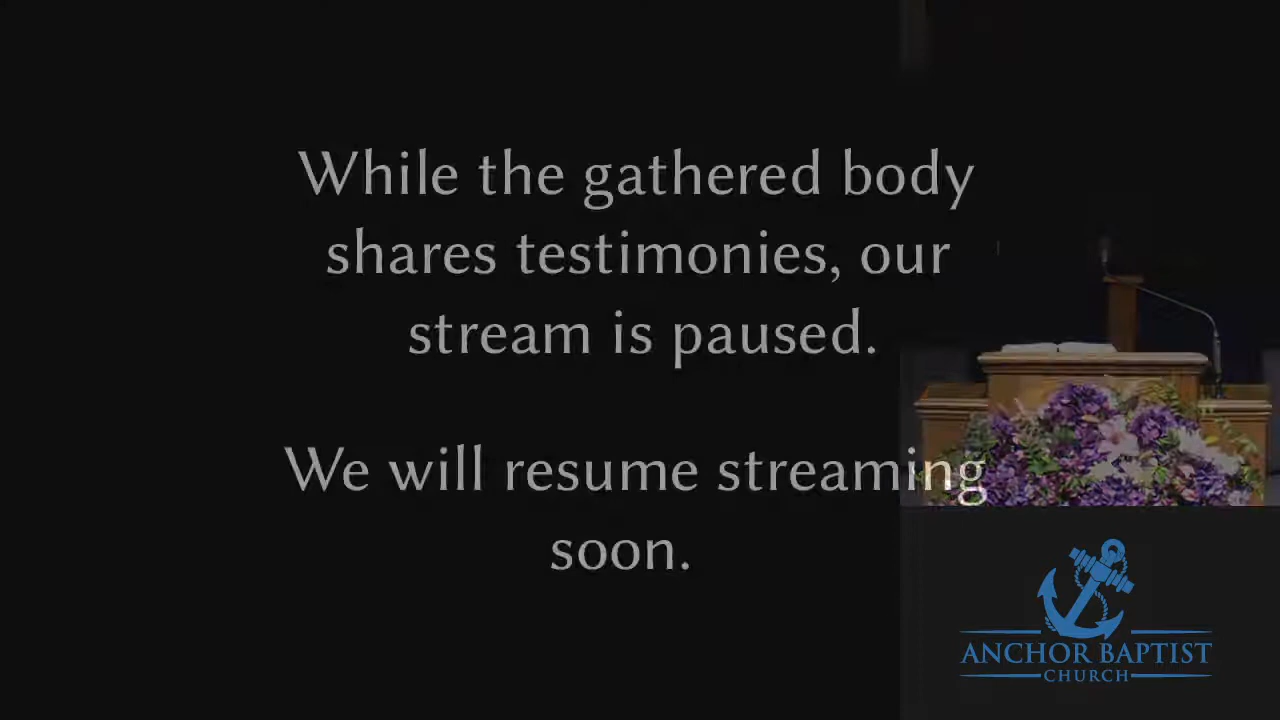 While the gathered body
shares testimonies, our
stream is paused.
We will resume streaming
soon.
ANCHOR BAPTIST
CHURCH